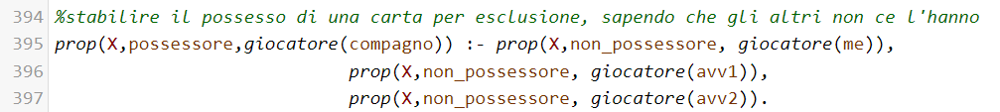 394 %stabilire il possesso di una carta per esclusione, sapendo che gli altri non ce l'hanno
395 prop(X,possessore,giocatore(compagno)) :- prop(X,non_possessore, giocatore(me)),
396 prop(X,non_possessore, giocatore(avv1)),
397 prop(X,non_possessore, giocatore(avv2)).